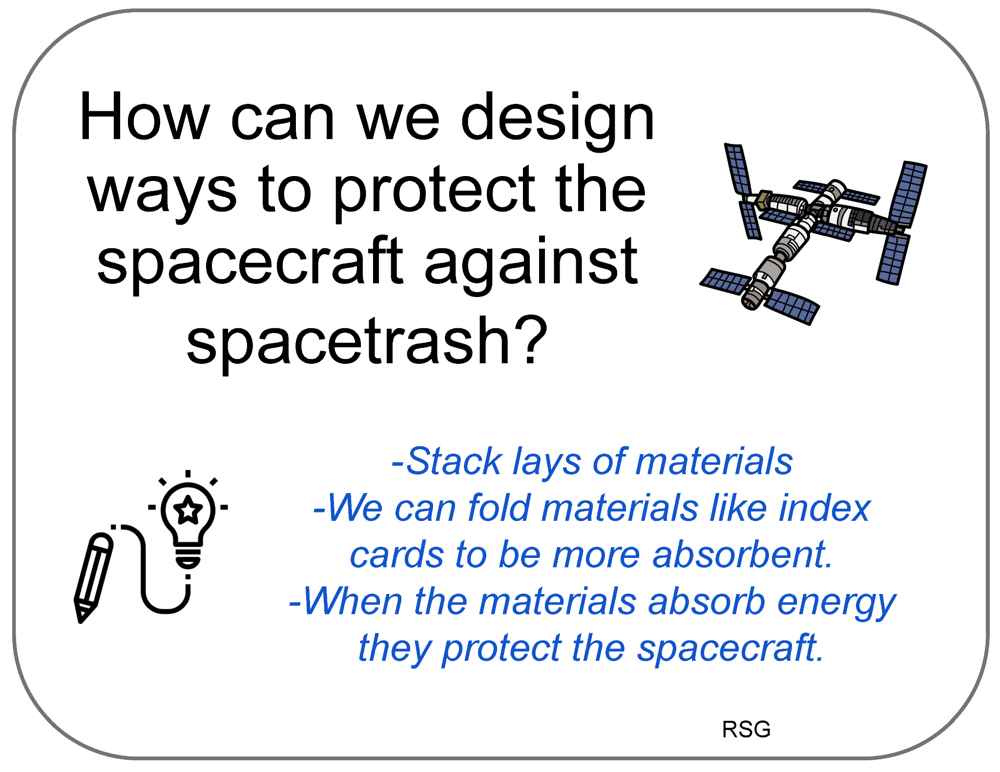 How can we design
ways to protect the
spacecraft against
spacetrash?
-Stack lays of materials
-We can fold materials like index
cards to be more absorbent.
-When the materials absorb energy
they protect the spacecraft.
RSG